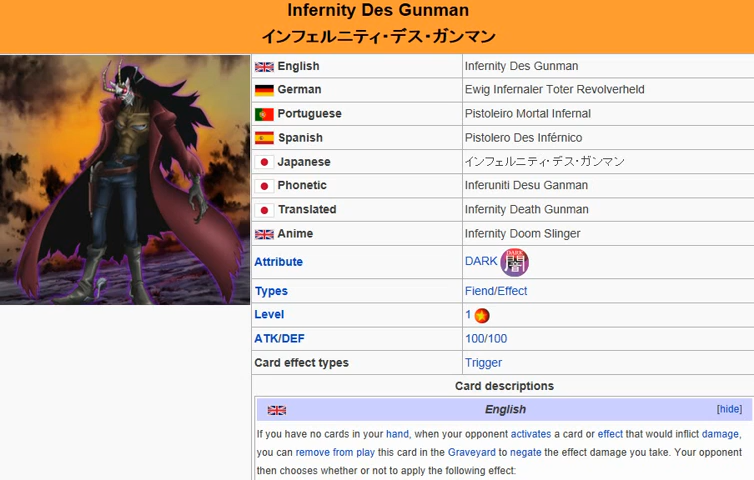 Infernity Des Gunman
インフェルニティ・デス・ガンマン
English Infernity Des Gunman
German Ewig Infernaler Toter Revolverheld
Portuguese Pistoleiro Mortal Infernal
Spanish Pistolero Des Inférnico
Japanese インフェルニティ・デス・ガンマン
Phonetic Inferuniti Desu Ganman
Translated Infernity Death Gunman
Anime Infernity Doom Slinger
Attribute DARK DARK 闇
Types Fiend/Effect
Level 1
ATK/DEF 100/100
Card effect types Trigger
Card descriptions
English [hide]
If you have no cards in your hand, when your opponent activates a card or effect that would inflict damage,
you can remove from play this card in the Graveyard to negate the effect damage you take. Your opponent
then chooses whether or not to apply the following effect: